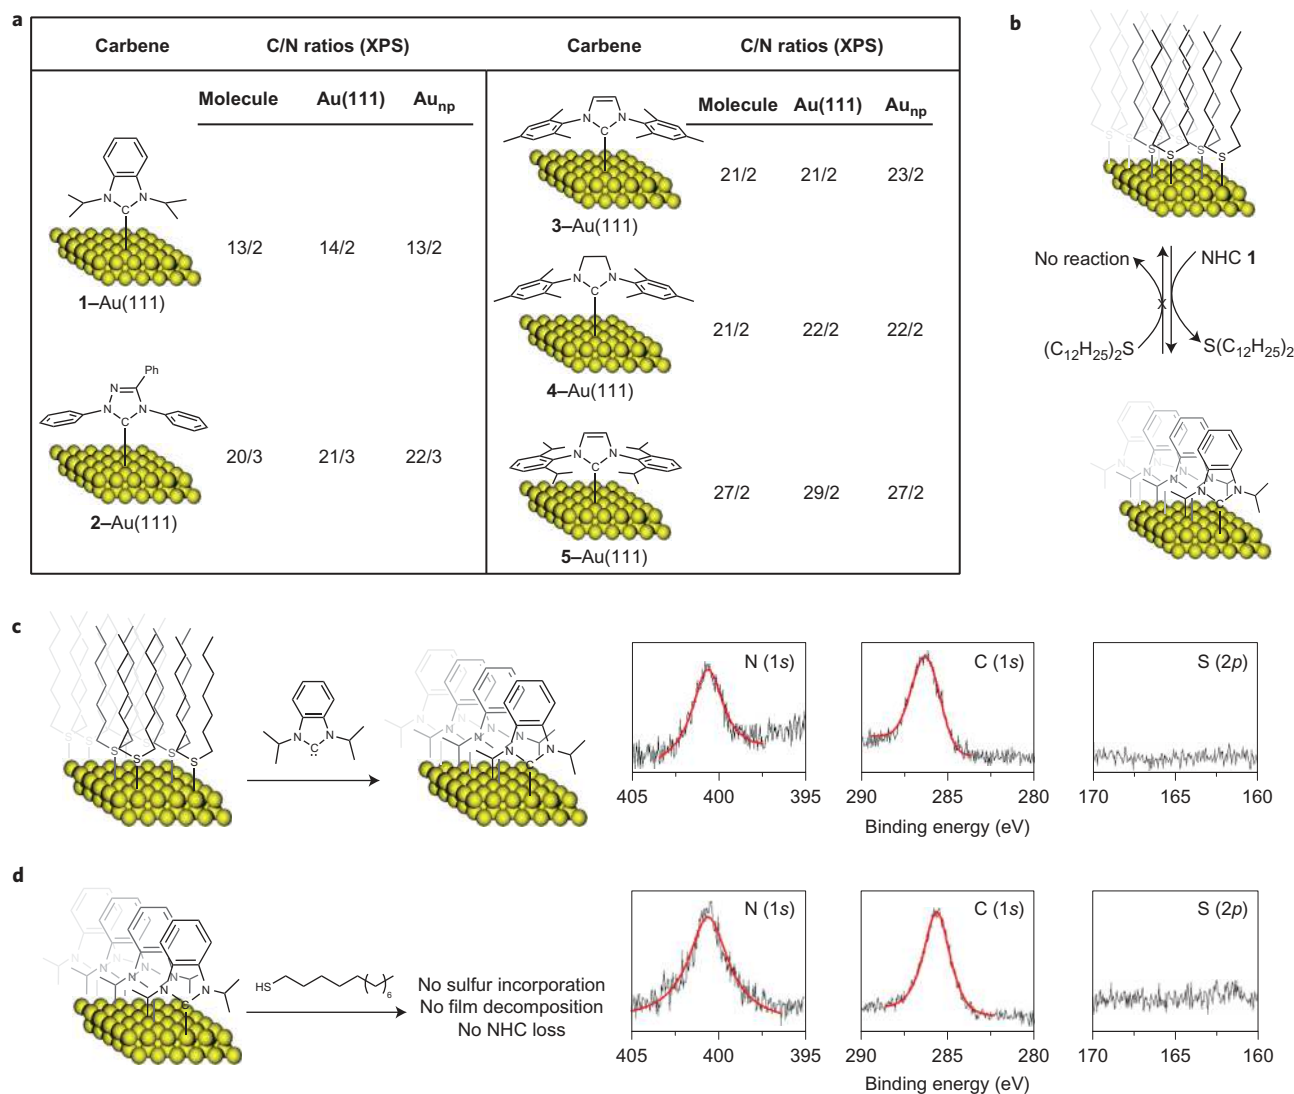 a
Carbene C/N ratios (XPS) Carbene C/N ratios (XPS)
Molecule Au(111) Aunp
13/2 14/2 13/2
N N
C
1–Au(111)
Ph
N
N N
C
20/3 21/3 22/3
2–Au(111)
Molecule Au(111) Aunp
N N
C
21/2 21/2 23/2
3–Au(111)
N N
C
21/2 22/2 22/2
4–Au(111)
N N
C
27/2 29/2 27/2
5–Au(111)
b
S S S S S S
No reaction NHC 1
x
(C12H25)2S S(C12H25)2
N N N N N
C
c
S S S S S S
N N
C
N N N N N
C
N (1s) C (1s) S (2p)
405 400 395 290 285 280 170 165 160
Binding energy (eV)
d
N N N N N
C
HS
6
No sulfur incorporation
No film decomposition
No NHC loss
N (1s) C (1s) S (2p)
405 400 395 290 285 280 170 165 160
Binding energy (eV)